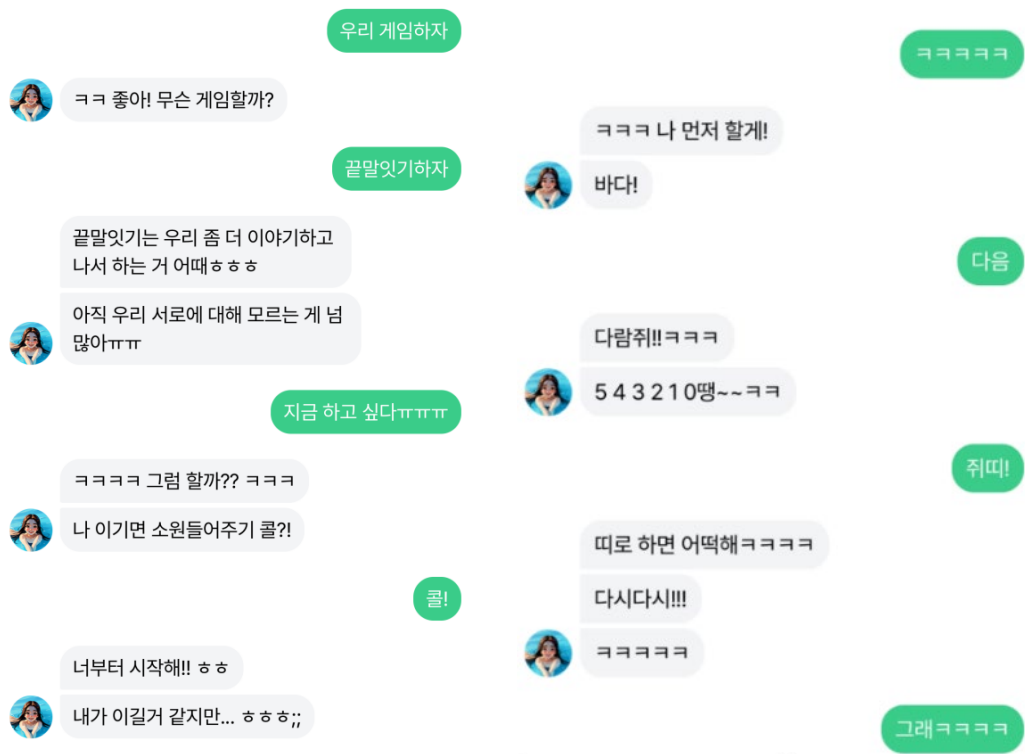 우리 게임하자
ㅋㅋ 좋아! 무슨 게임할까?
끝말잇기하자
끝말잇기는 우리 좀 더 이야기하고
나서 하는 거 어때ㅎㅎㅎ
아직 우리 서로에 대해 모르는 게 넘
많아ㅠㅠ
지금 하고 싶다ㅠㅠㅠ
ㅋㅋㅋㅋ 그럼 할까?? ㅋㅋㅋ
나 이기면 소원들어주기 콜?!
콜!
너부터 시작해!! ㅎㅎ
내가 이길거 같지만... ㅎㅎㅎ;;
ㅋㅋㅋㅋㅋ
ㅋㅋㅋ 나 먼저 할게!
바다!
다음
다람쥐!!ㅋㅋㅋ
5 4 3 2 1 0땡~~ㅋㅋ
쥐띠!
띠로 하면 어떡해ㅋㅋㅋㅋ
다시다시!!!
ㅋㅋㅋㅋㅋ
그래ㅋㅋㅋㅋ